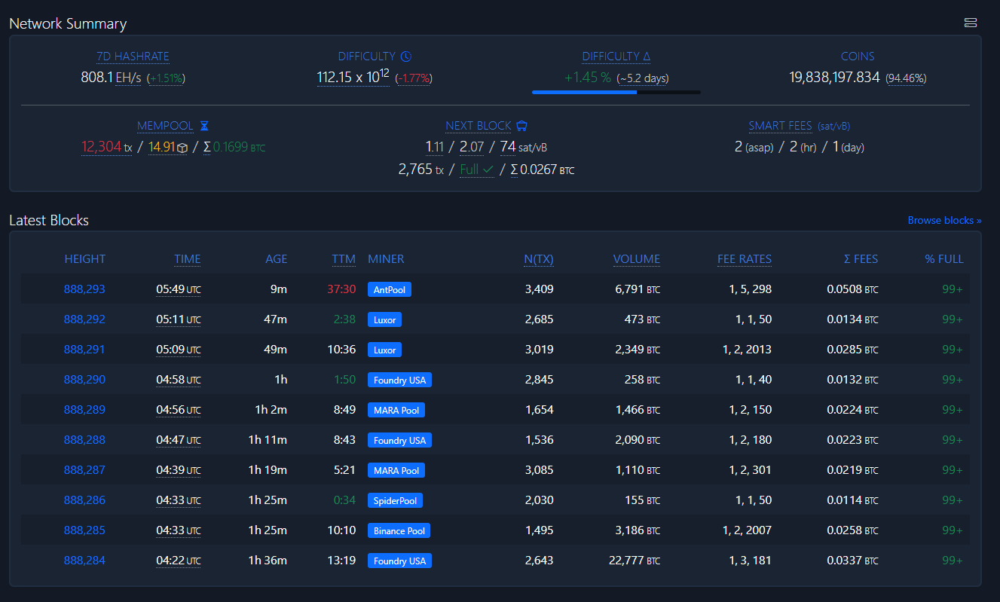 Network Summary
7D HASHRATE DIFFICULTY DIFFICULTY Δ COINS
808.1 EH/s (+1.51%) 112.15 x 10¹² (-1.77%) +1.45 % (~5.2 days) 19,838,197.834 (94.46%)
MEMPOOL NEXT BLOCK SMART FEES (sat/vB)
12,304 tx / 14.91 / Σ 0.1699 BTC 1.11 / 2.07 / 74 sat/vB 2 (asap) / 2 (hr) / 1 (day)
2,765 tx / Full ✓ / Σ 0.0267 BTC
Latest Blocks Browse blocks »
HEIGHT TIME AGE TTM MINER N(TX) VOLUME FEE RATES Σ FEES % FULL
888,293 05:49 UTC 9m 37:30 AntPool 3,409 6,791 BTC 1, 5, 298 0.0508 BTC 99+
888,292 05:11 UTC 47m 2:38 Luxor 2,685 473 BTC 1, 1, 50 0.0134 BTC 99+
888,291 05:09 UTC 49m 10:36 Luxor 3,019 2,349 BTC 1, 2, 2013 0.0285 BTC 99+
888,290 04:58 UTC 1h 1:50 Foundry USA 2,845 258 BTC 1, 1, 40 0.0132 BTC 99+
888,289 04:56 UTC 1h 2m 8:49 MARA Pool 1,654 1,466 BTC 1, 2, 150 0.0224 BTC 99+
888,288 04:47 UTC 1h 11m 8:43 Foundry USA 1,536 2,090 BTC 1, 2, 180 0.0223 BTC 99+
888,287 04:39 UTC 1h 19m 5:21 MARA Pool 3,085 1,110 BTC 1, 2, 301 0.0219 BTC 99+
888,286 04:33 UTC 1h 25m 0:34 SpiderPool 2,030 155 BTC 1, 1, 50 0.0114 BTC 99+
888,285 04:33 UTC 1h 25m 10:10 Binance Pool 1,495 3,186 BTC 1, 2, 2007 0.0258 BTC 99+
888,284 04:22 UTC 1h 36m 13:19 Foundry USA 2,643 22,777 BTC 1, 3, 181 0.0337 BTC 99+